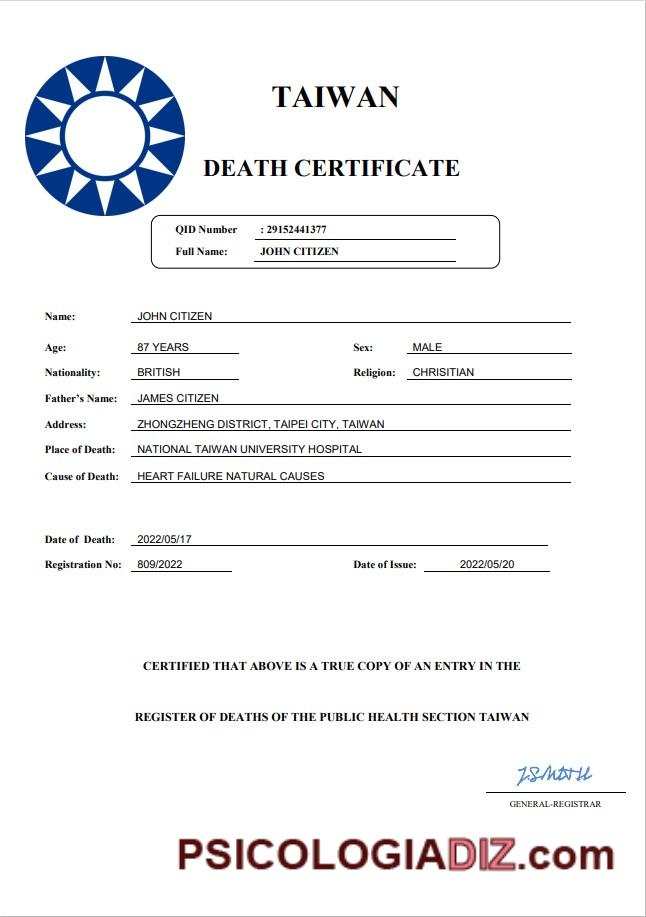 TAIWAN
DEATH CERTIFICATE
QID Number : 29152441377
Full Name: JOHN CITIZEN
Name: JOHN CITIZEN
Age: 87 YEARS Sex: MALE
Nationality: BRITISH Religion: CHRISITIAN
Father's Name: JAMES CITIZEN
Address: ZHONGZHENG DISTRICT, TAIPEI CITY, TAIWAN
Place of Death: NATIONAL TAIWAN UNIVERSITY HOSPITAL
Cause of Death: HEART FAILURE NATURAL CAUSES
Date of Death: 2022/05/17
Registration No: 809/2022 Date of Issue: 2022/05/20
CERTIFIED THAT ABOVE IS A TRUE COPY OF AN ENTRY IN THE
REGISTER OF DEATHS OF THE PUBLIC HEALTH SECTION TAIWAN
J.SMITH
GENERAL-REGISTRAR
PSICOLOGIADIZ.com